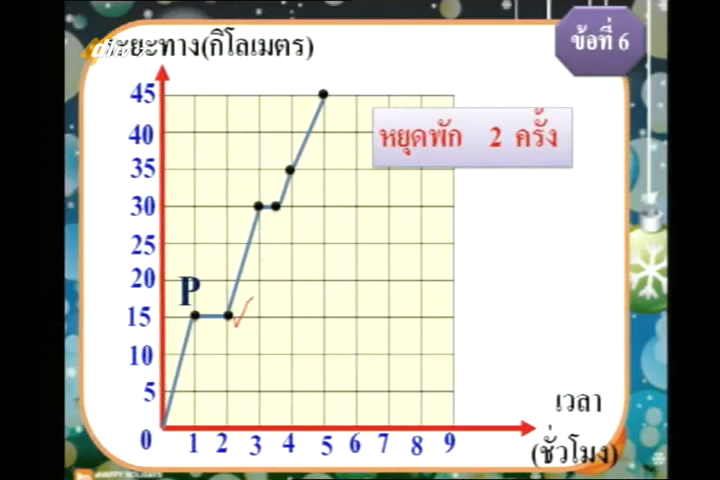 ระยะทาง(กิโลเมตร)
ข้อที่ 6
45
40
35
30
25
20
15
10
5
0
หยุดพัก 2 ครั้ง
P
1 2 3 4 5 6 7 8 9
เวลา
(ชั่วโมง)